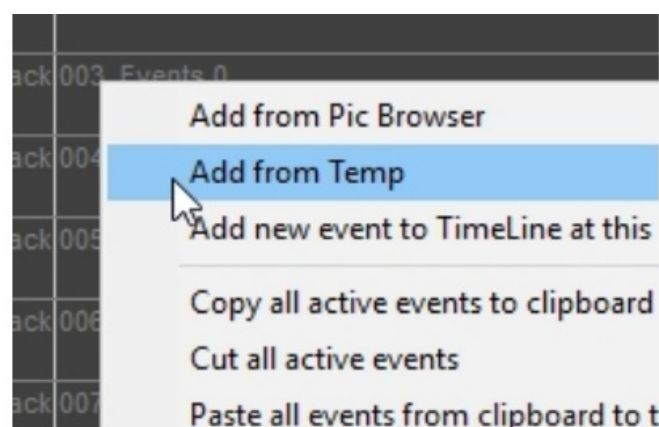 ack 003 Events 0
Add from Pic Browser
ack 004
Add from Temp
ack 005
Add new event to TimeLine at this
ack 006
Copy all active events to clipboard
Cut all active events
ack 007
Paste all events from clipboard to t